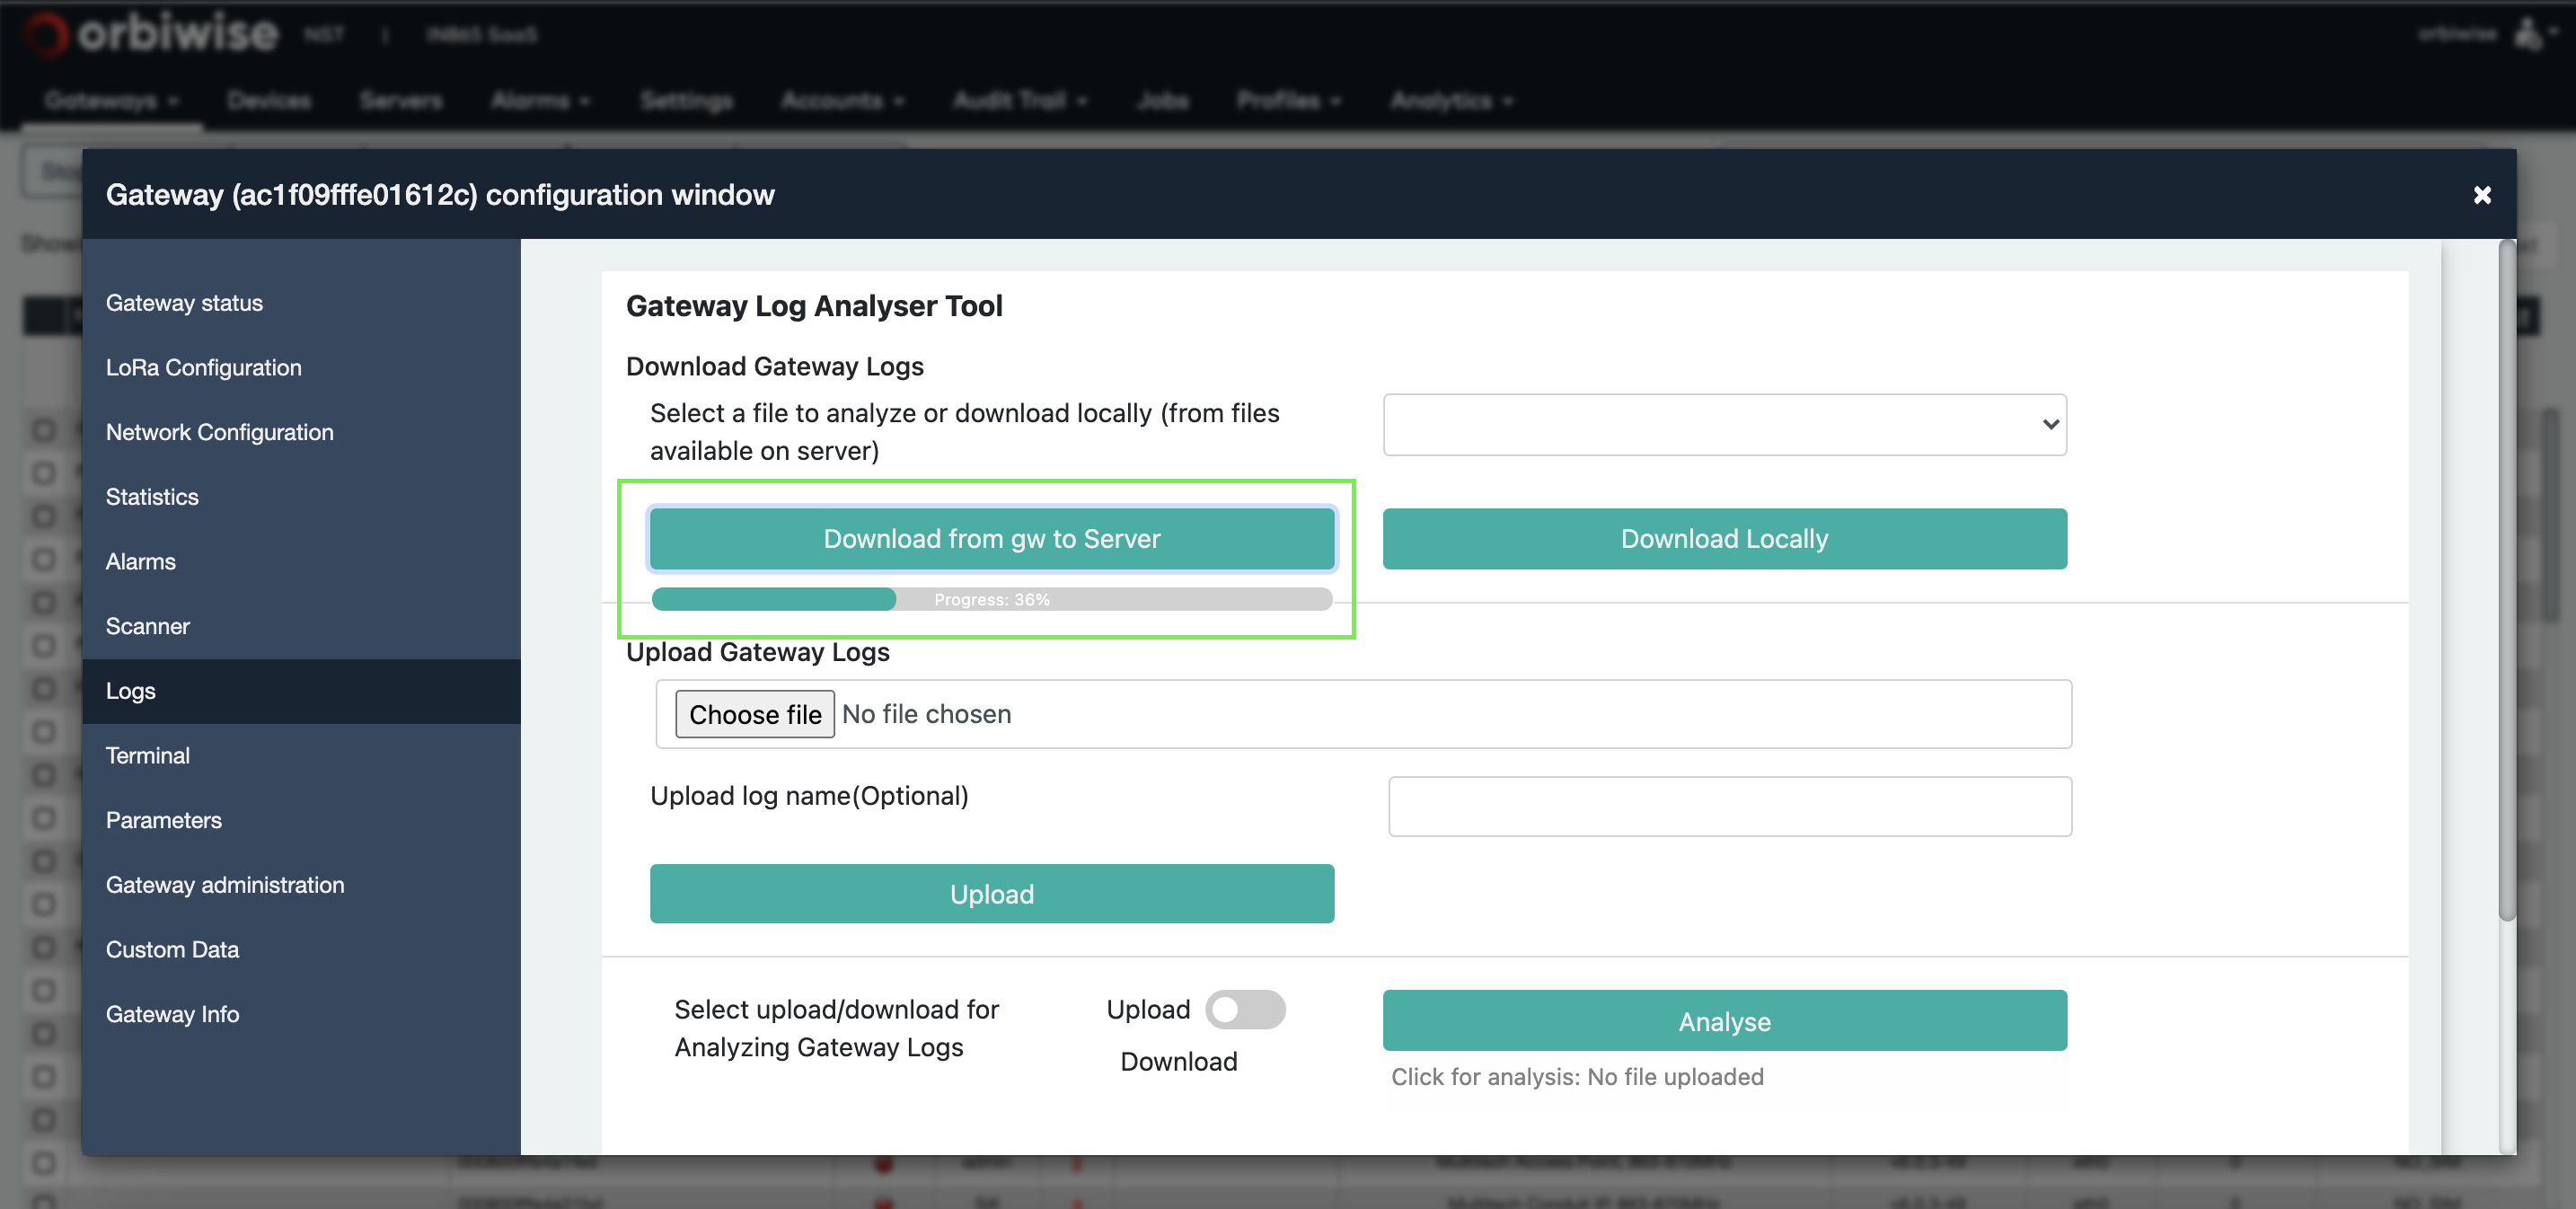 orbiwise NST | IN865 SaaS orbiwise
Gateways Devices Servers Alarms Settings Accounts Audit Trail Jobs Profiles Analytics
Gateway (ac1f09fffe01612c) configuration window
Gateway status
LoRa Configuration
Network Configuration
Statistics
Alarms
Scanner
Logs
Terminal
Parameters
Gateway administration
Custom Data
Gateway Info
Gateway Log Analyser Tool
Download Gateway Logs
Select a file to analyze or download locally (from files
available on server)
Download from gw to Server
Download Locally
Progress: 36%
Upload Gateway Logs
Choose file No file chosen
Upload log name(Optional)
Upload
Select upload/download for
Analyzing Gateway Logs
Upload
Download
Analyse
Click for analysis: No file uploaded